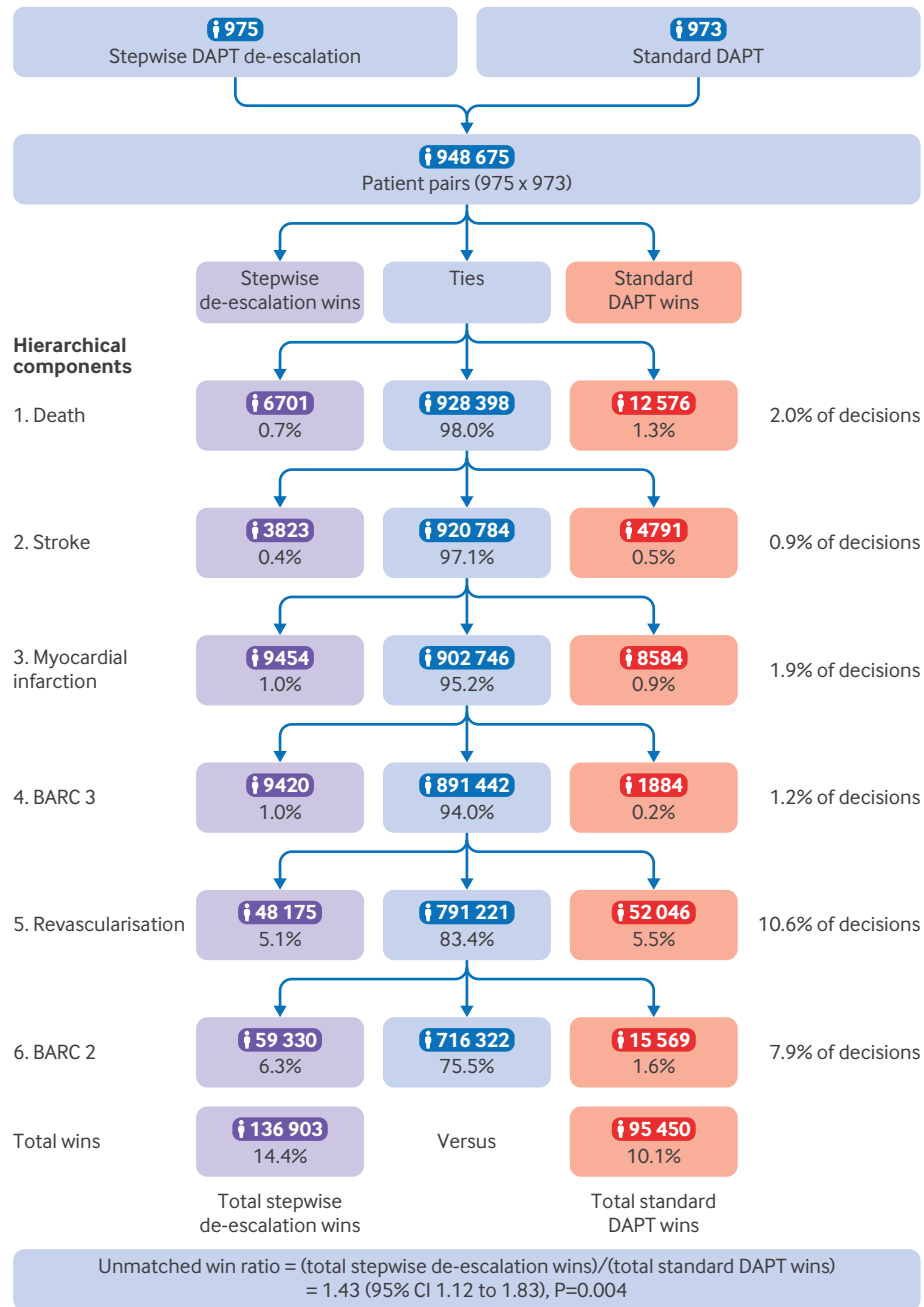 975
Stepwise DAPT de-escalation
973
Standard DAPT
948 675
Patient pairs (975 x 973)
Stepwise
de-escalation wins
Ties
Standard
DAPT wins
Hierarchical
components
1. Death
6701
0.7%
928 398
98.0%
12 576
1.3%
2.0% of decisions
2. Stroke
3823
0.4%
920 784
97.1%
4791
0.5%
0.9% of decisions
3. Myocardial
infarction
9454
1.0%
902 746
95.2%
8584
0.9%
1.9% of decisions
4. BARC 3
9420
1.0%
891 442
94.0%
1884
0.2%
1.2% of decisions
5. Revascularisation
48 175
5.1%
791 221
83.4%
52 046
5.5%
10.6% of decisions
6. BARC 2
59 330
6.3%
716 322
75.5%
15 569
1.6%
7.9% of decisions
Total wins
136 903
14.4%
Versus
95 450
10.1%
Total stepwise
de-escalation wins
Total standard
DAPT wins
Unmatched win ratio = (total stepwise de-escalation wins)/(total standard DAPT wins)
= 1.43 (95% CI 1.12 to 1.83), P=0.004